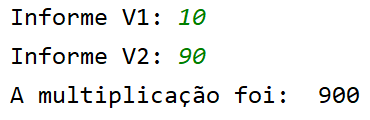 Informe V1: 10
Informe V2: 90
A multiplicação foi:  900